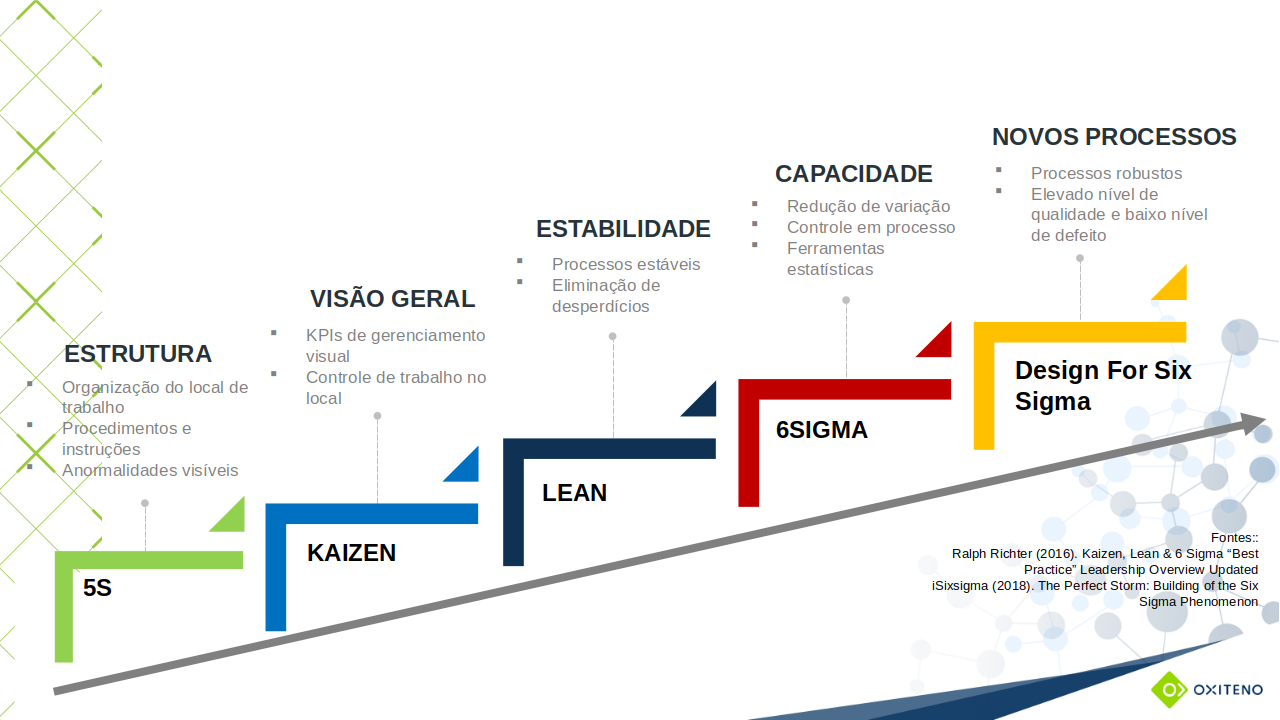 ESTRUTURA
Organização do local de
trabalho
Procedimentos e
instruções
Anormalidades visíveis
5S
VISÃO GERAL
KPIs de gerenciamento
visual
Controle de trabalho no
local
KAIZEN
ESTABILIDADE
Processos estáveis
Eliminação de
desperdícios
LEAN
CAPACIDADE
Redução de variação
Controle em processo
Ferramentas
estatísticas
6SIGMA
NOVOS PROCESSOS
Processos robustos
Elevado nível de
qualidade e baixo nível
de defeito
Design For Six
Sigma
Fontes::
Ralph Richter (2016). Kaizen, Lean & 6 Sigma “Best
Practice” Leadership Overview Updated
iSixsigma (2018). The Perfect Storm: Building of the Six
Sigma Phenomenon
OXITENO